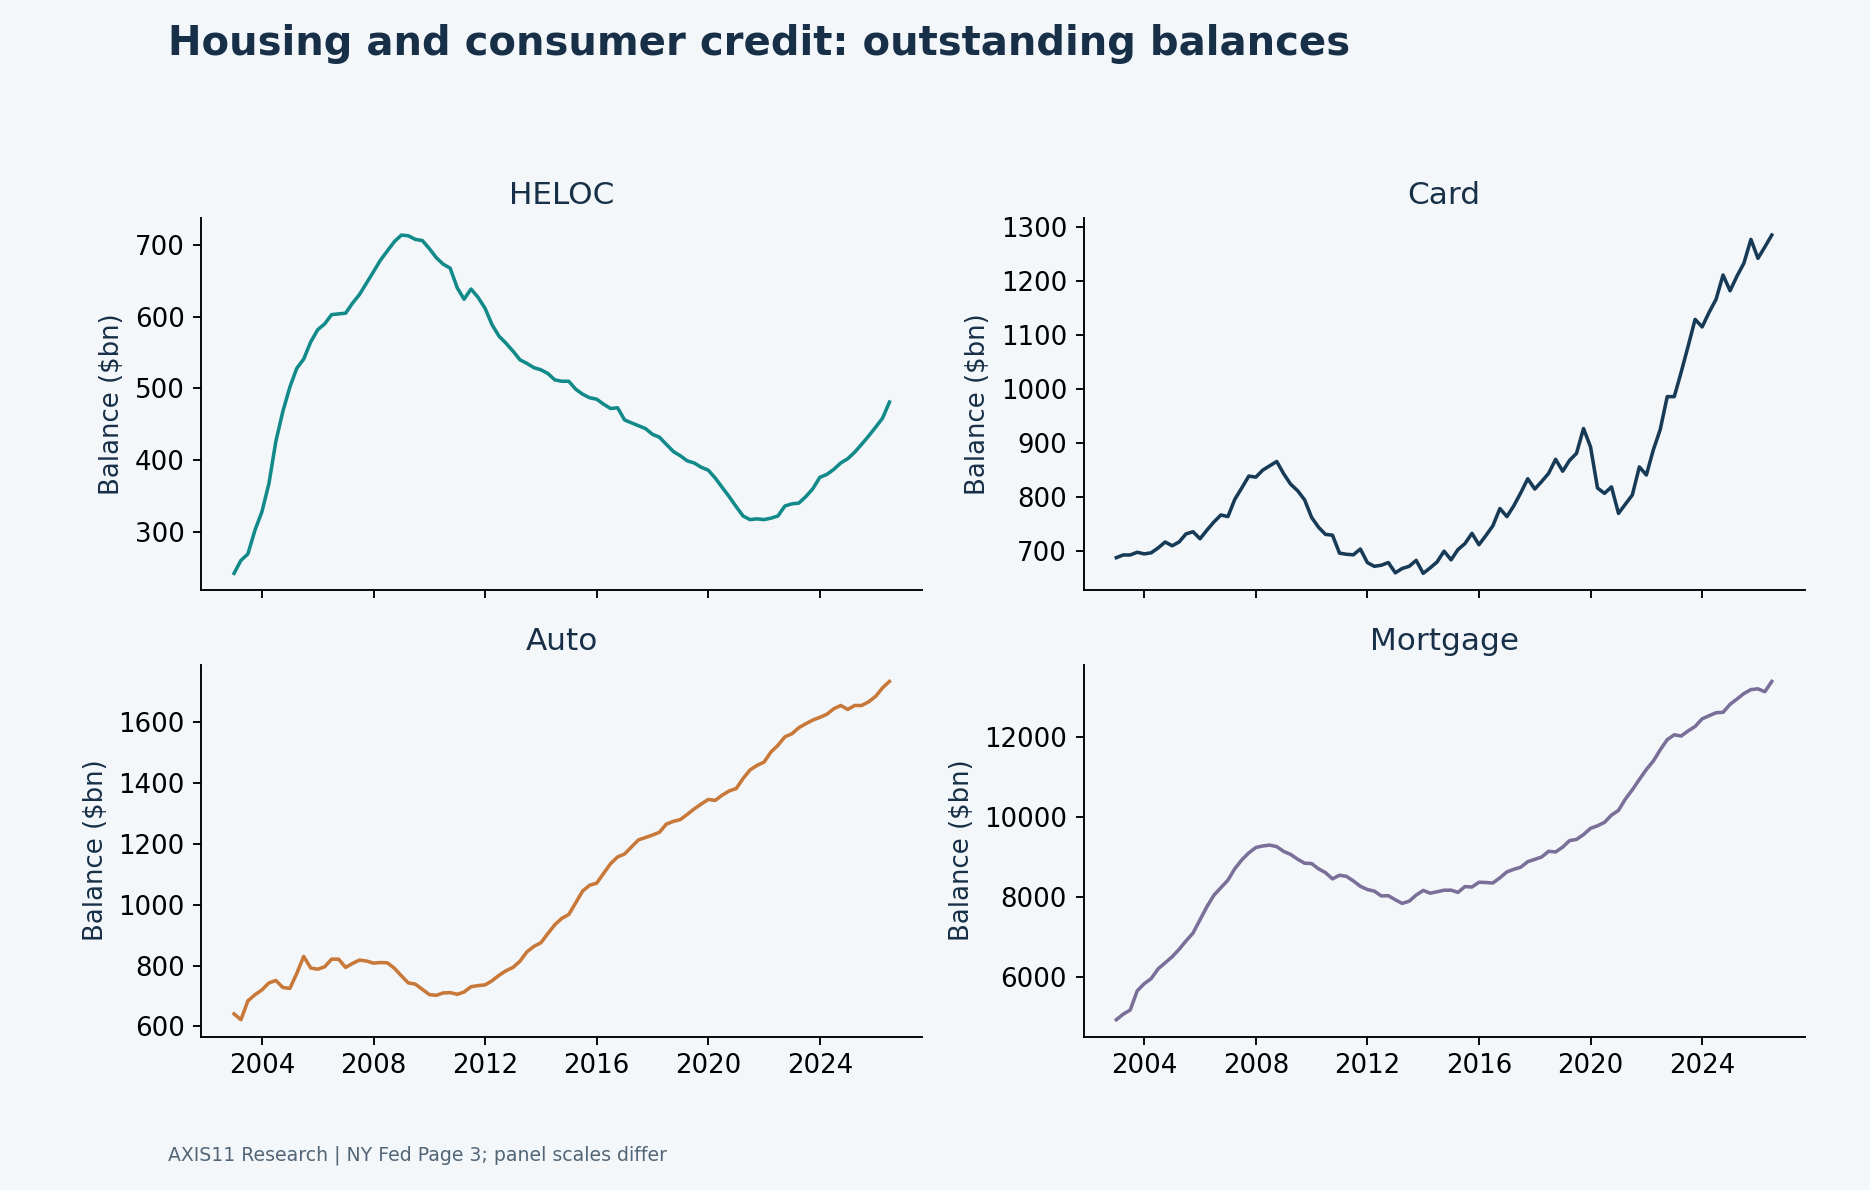 Housing and consumer credit: outstanding balances
HELOC
Balance ($bn)
700
600
500
400
300
Card
Balance ($bn)
1300
1200
1100
1000
900
800
700
Auto
Balance ($bn)
1600
1400
1200
1000
800
600
2004 2008 2012 2016 2020 2024
Mortgage
Balance ($bn)
12000
10000
8000
6000
2004 2008 2012 2016 2020 2024
AXIS11 Research | NY Fed Page 3; panel scales differ